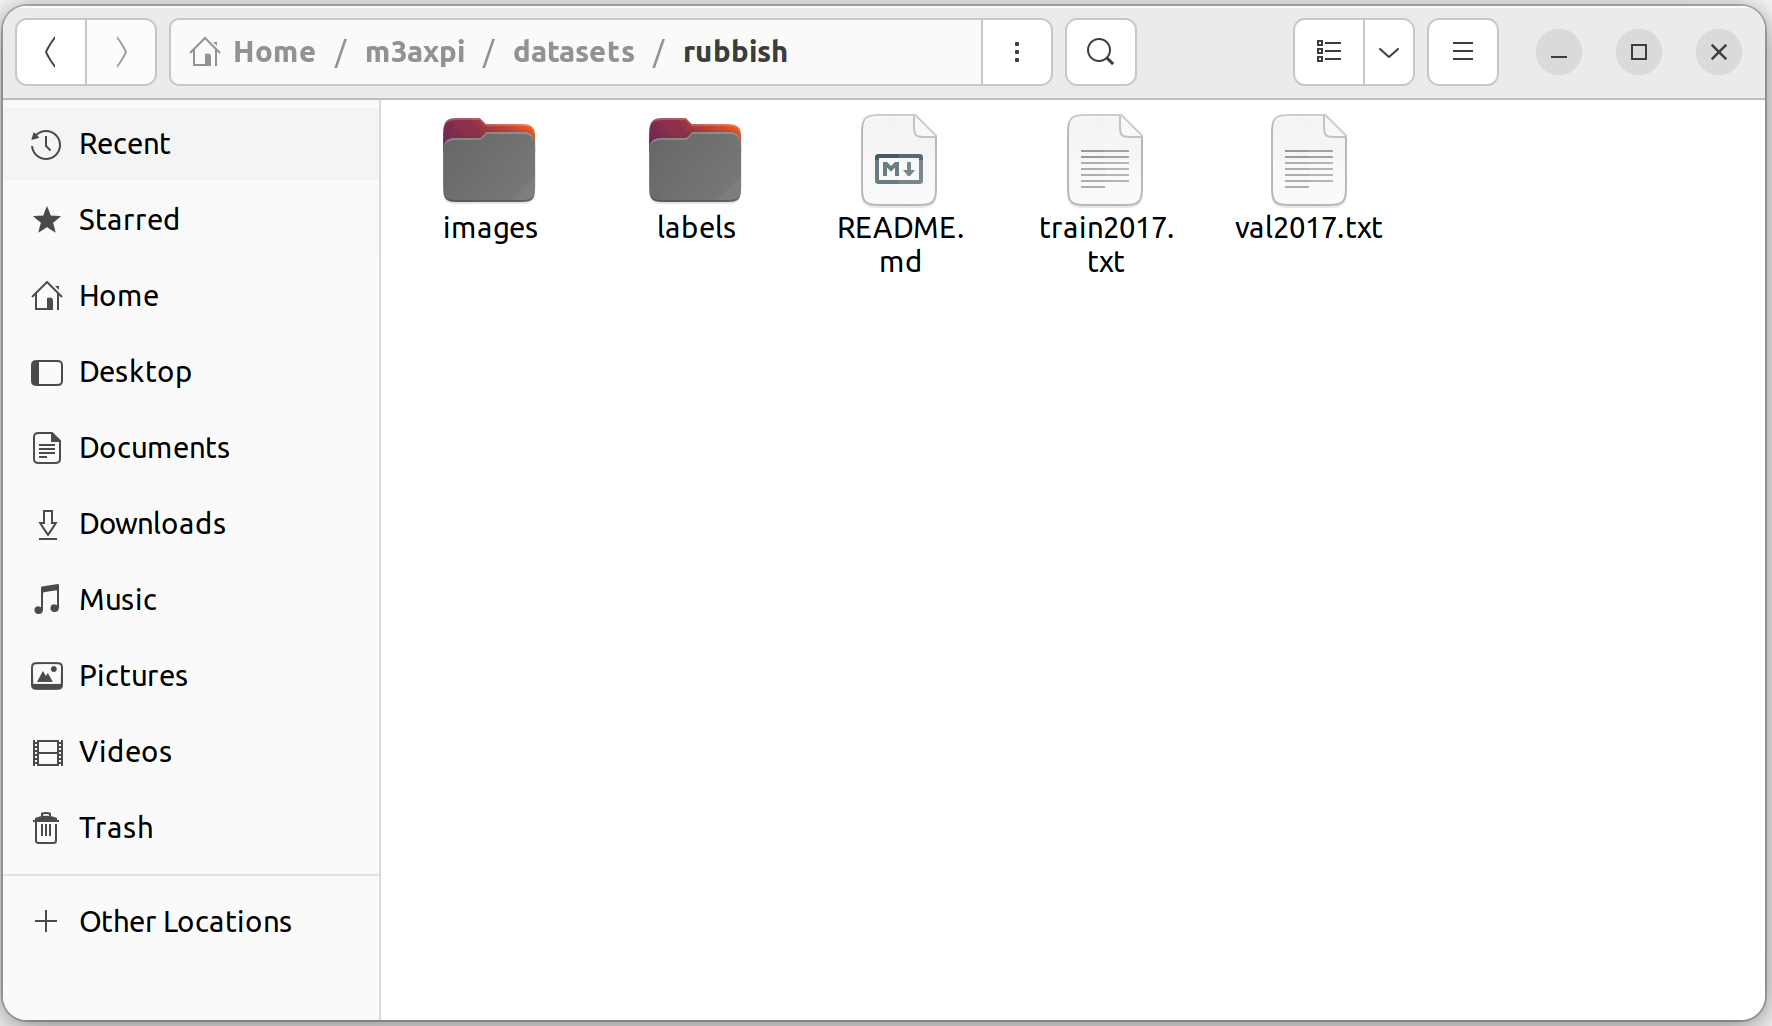 Home / m3axpi / datasets / rubbish
Recent
Starred
Home
Desktop
Documents
Downloads
Music
Pictures
Videos
Trash
Other Locations
images
labels
README.
md
train2017.
txt
val2017.txt